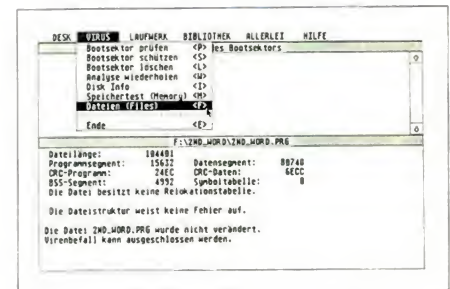 DESK VIRUS LAUFWERK BIBLIOTHEK ALLERLEI HILFE
Bootsektor prüfen <P> des Bootsektors
Bootsektor schützen <S>
Bootsektor löschen <L>
Analyse wiederholen <W>
Disk Info <I>
Speichertest (Memory) <M>
Dateien (Files) <F>
Ende <E>
F:\2ND_WORD\2ND_WORD.PRG
Dateilänge: 184481
Programmsegment: 15632 Datensegment: 88740
CRC-Programm: 24EC CRC-Daten: 6ECC
BSS-Segment: 4992 Symboltabelle: 0
Die Datei besitzt keine Relokationstabelle.
Die Dateistruktur weist keine Fehler auf.
Die Datei 2ND_WORD.PRG wurde nicht verändert.
Virenbefall kann ausgeschlossen werden.